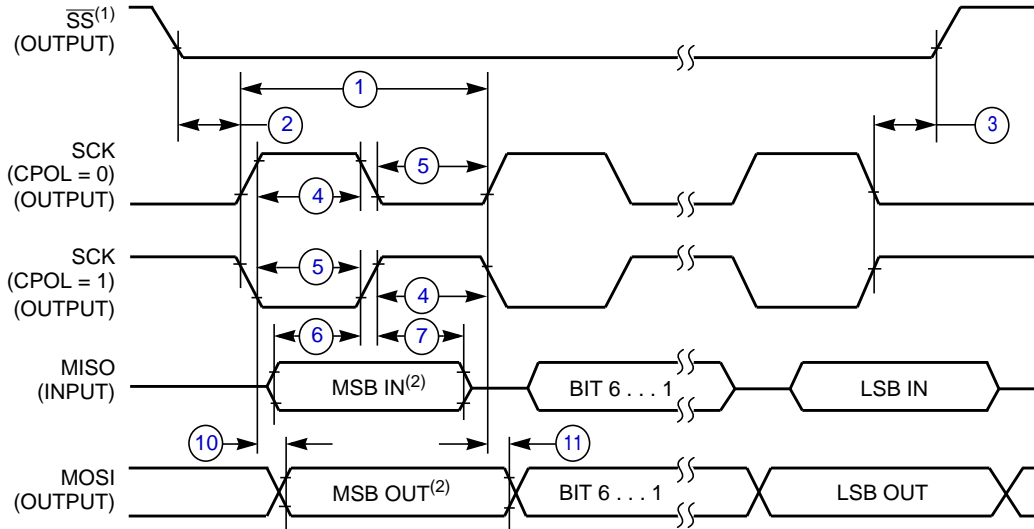 SS(1)
(OUTPUT)
1
2
3
SCK
(CPOL = 0)
(OUTPUT)
5
4
SCK
(CPOL = 1)
(OUTPUT)
5
4
6
7
MISO
(INPUT)
MSB IN(2)
BIT 6 . . . 1
LSB IN
10
11
MOSI
(OUTPUT)
MSB OUT(2)
BIT 6 . . . 1
LSB OUT